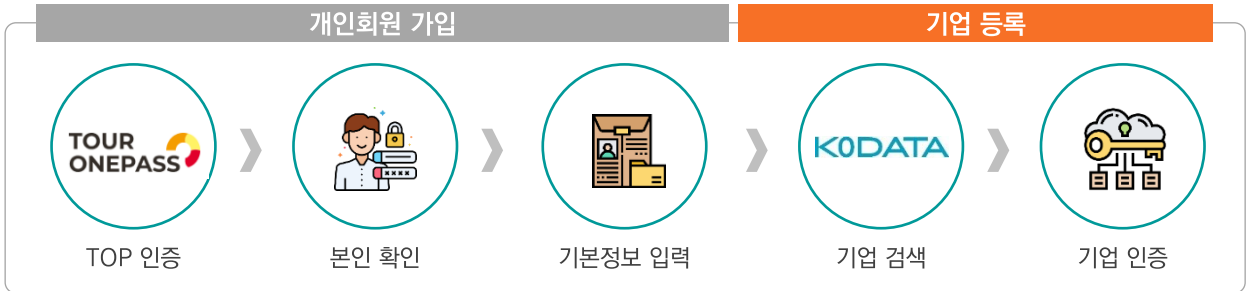 개인회원 가입
기업 등록
TOUR
ONEPASS
KODATA
TOP 인증
본인 확인
기본정보 입력
기업 검색
기업 인증